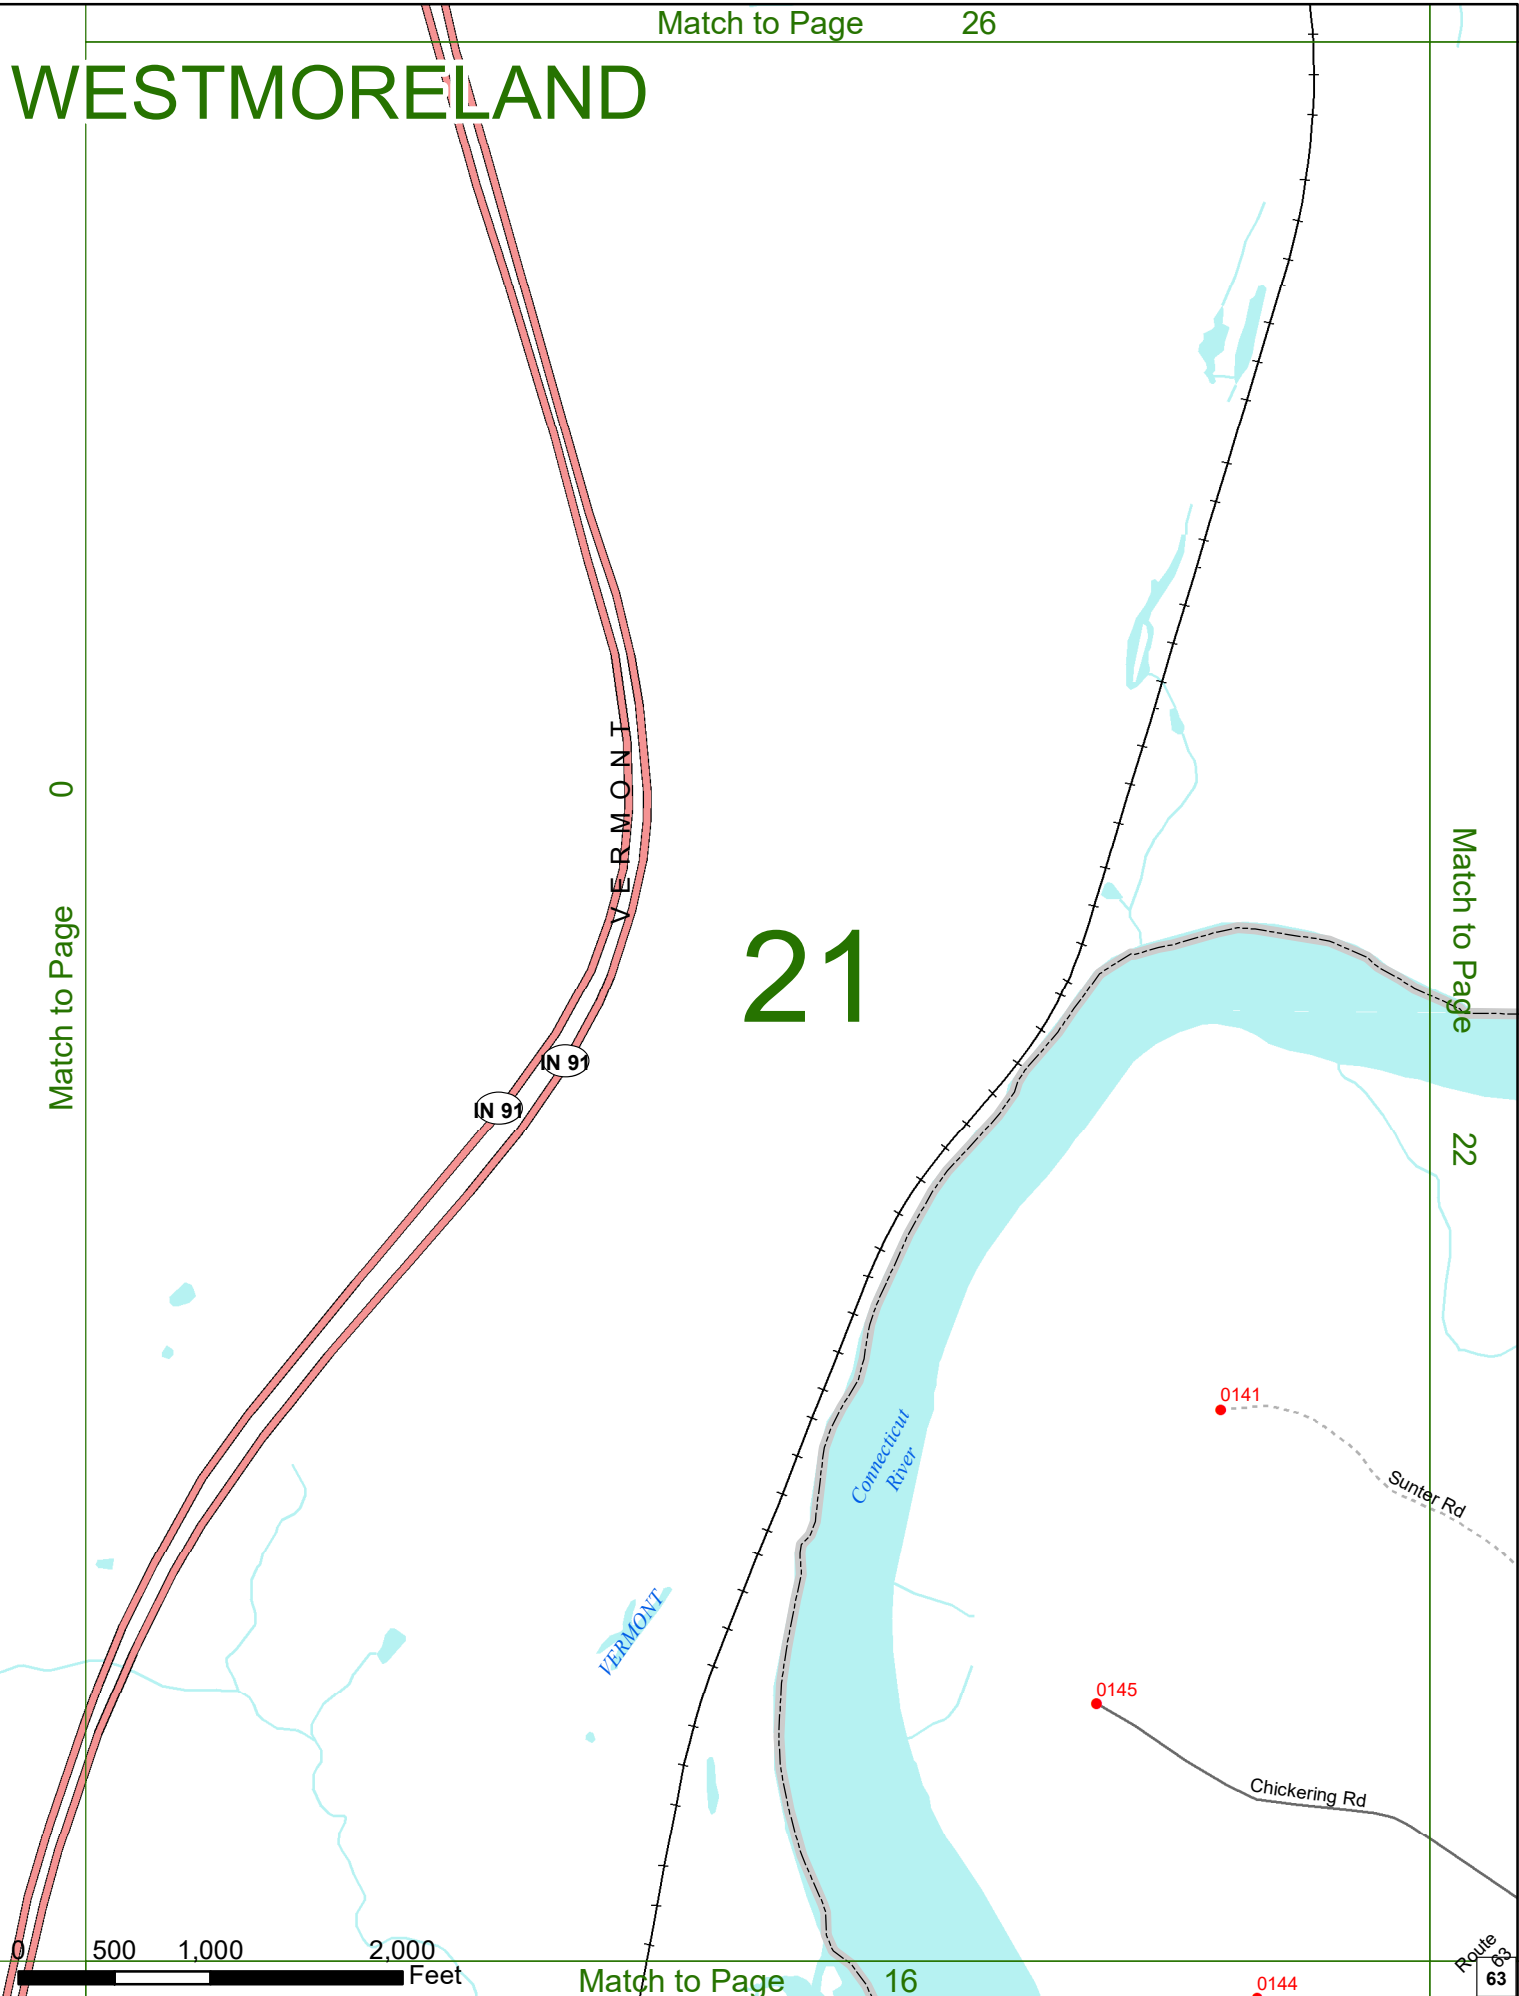 Match to Page 26
WESTMORELAND
VERMONT
Match to Page 0
21
Match to Page 22
IN 91
IN 91
0141
Connecticut
River
Sunter Rd
VERMONT
0145
Chickering Rd
0 500 1,000 2,000
Feet
Match to Page 16
Route 63
63
0144